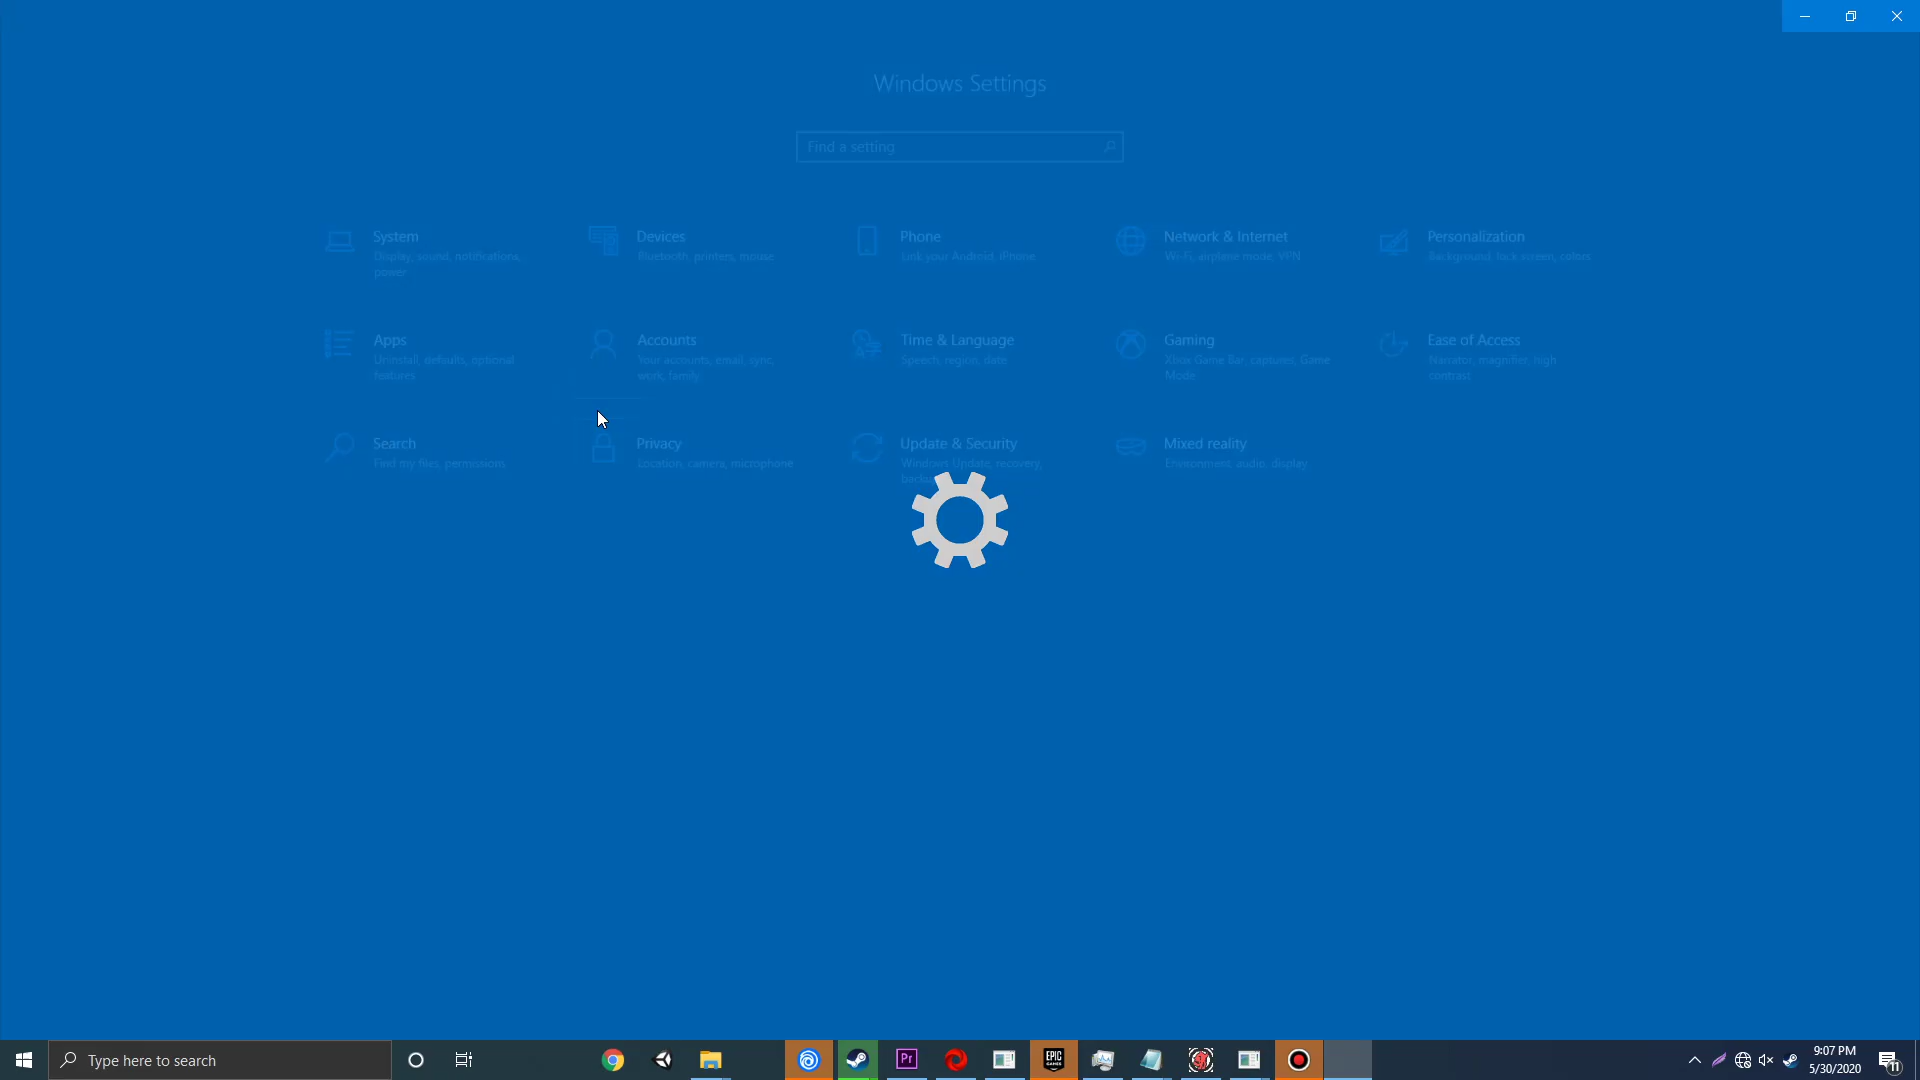 Windows Settings
Find a setting
System
Display, sound, notifications,
power
Devices
Bluetooth, printers, mouse
Phone
Link your Android, iPhone
Network & Internet
Wi-Fi, airplane mode, VPN
Personalization
Background, lock screen, colors
Apps
Uninstall, defaults, optional
features
Accounts
Your accounts, email, sync,
work, family
Time & Language
Speech, region, date
Gaming
Xbox Game Bar, captures, Game
Mode
Ease of Access
Narrator, magnifier, high
contrast
Search
Find my files, permissions
Privacy
Location, camera, microphone
Update & Security
Windows Update, recovery,
Mixed reality
Environment, audio, display
Type here to search
Pr
EPIC
GAMES
9:07 PM
5/30/2020
11